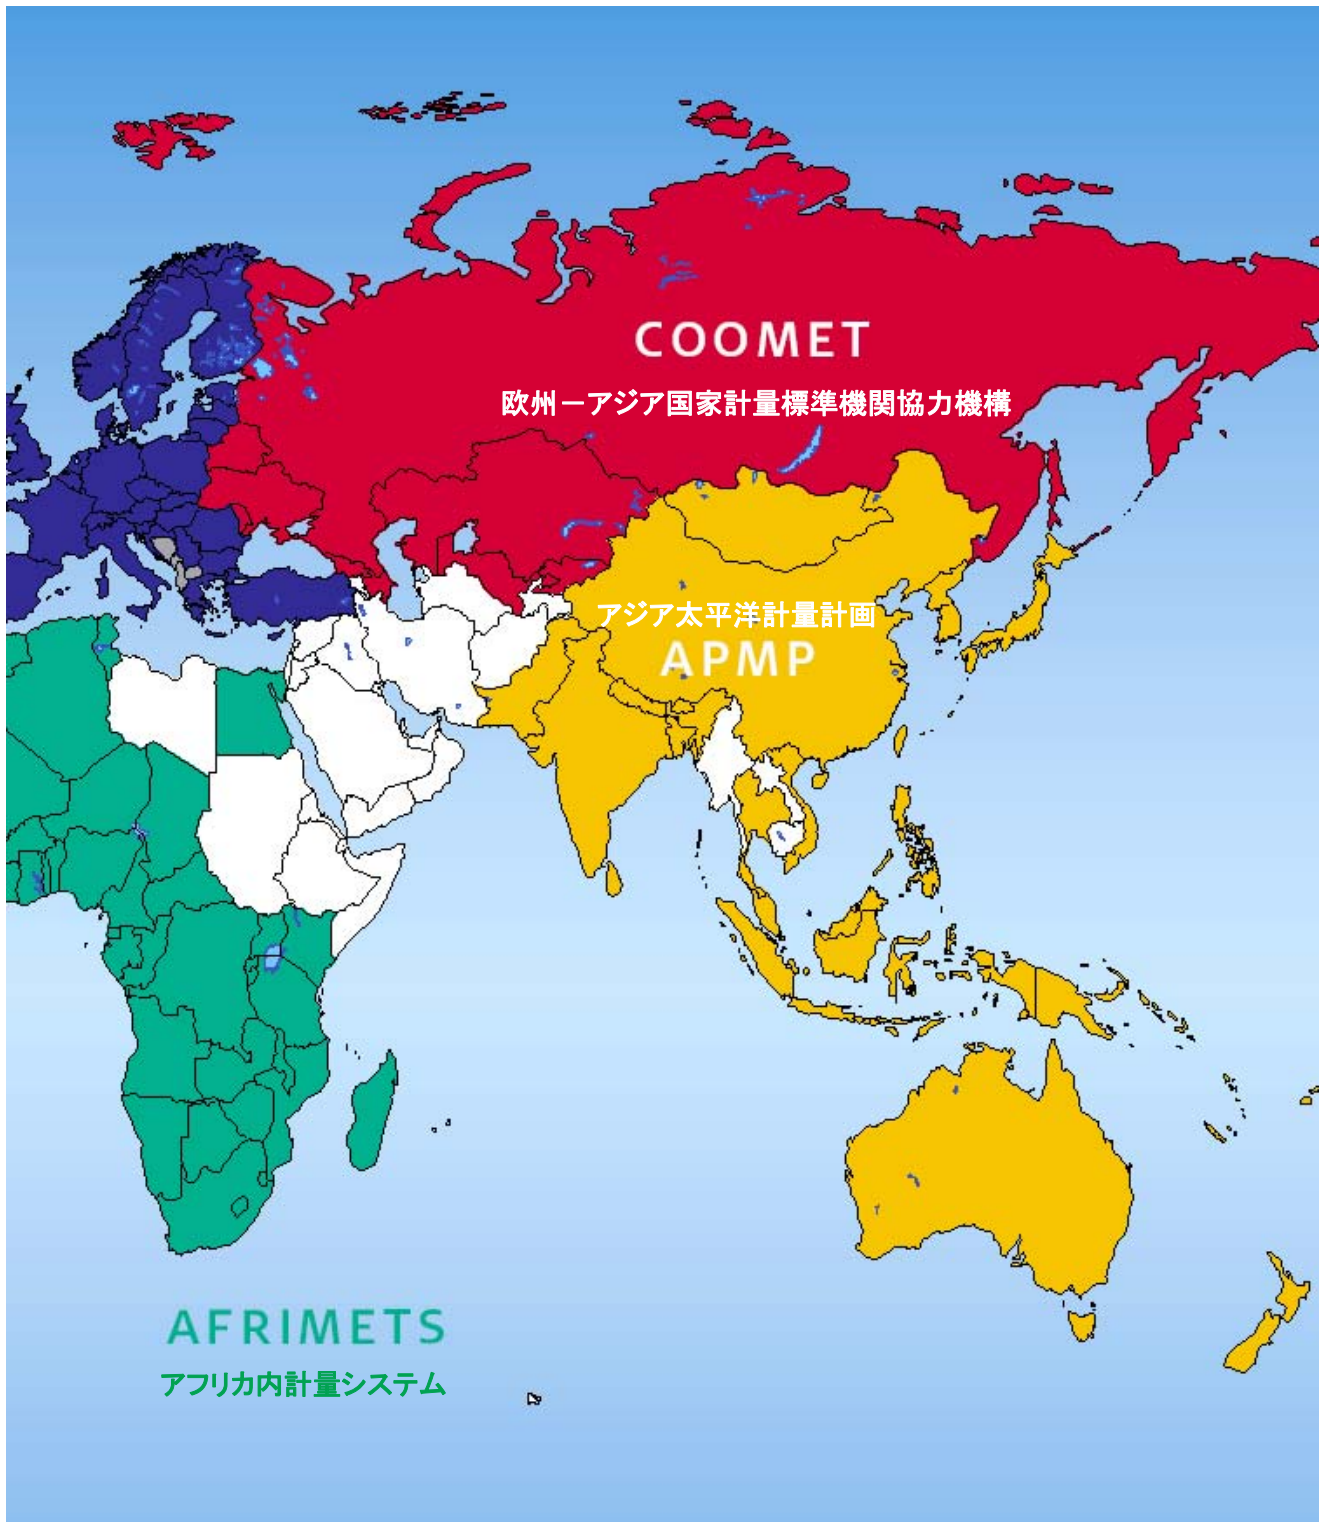 COOMET
欧州－アジア国家計量標準機関協力機構
アジア太平洋計量計画
APMP
AFRIMETS
アフリカ内計量システム